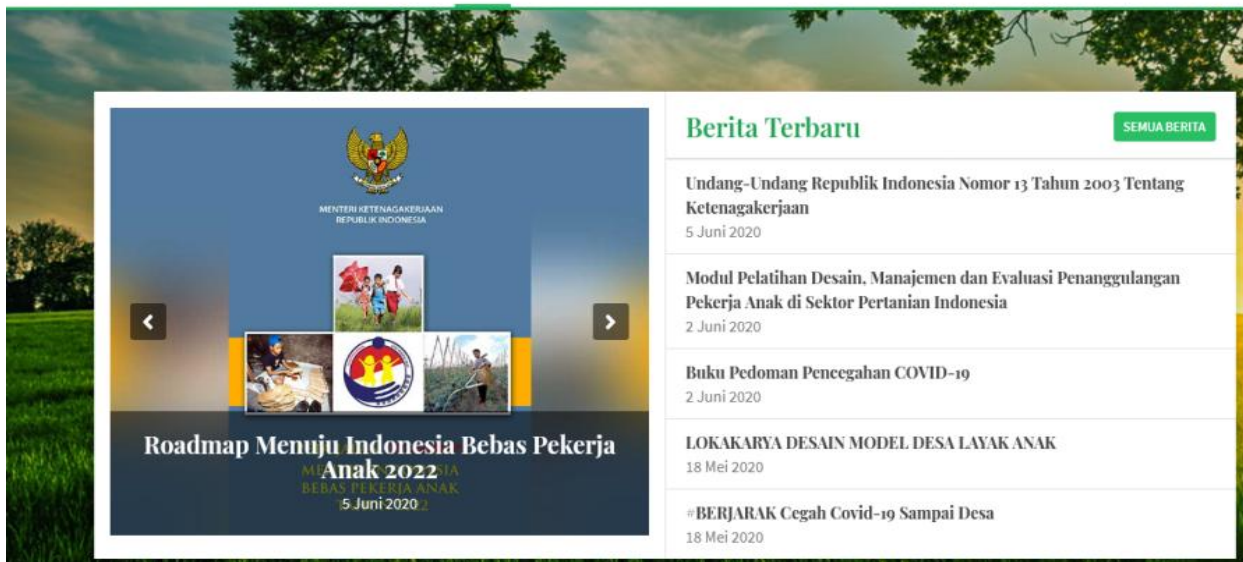 MENTERI KETENAGAKERJAAN
REPUBLIK INDONESIA
Roadmap Menuju Indonesia Bebas Pekerja
Anak 2022
BEBAS PEKERJA ANAK
5 Juni 2020
Berita Terbaru
SEMUA BERITA
Undang-Undang Republik Indonesia Nomor 13 Tahun 2003 Tentang
Ketenagakerjaan
5 Juni 2020
Modul Pelatihan Desain, Manajemen dan Evaluasi Penanggulangan
Pekerja Anak di Sektor Pertanian Indonesia
2 Juni 2020
Buku Pedoman Pencegahan COVID-19
2 Juni 2020
LOKAKARYA DESAIN MODEL DESA LAYAK ANAK
18 Mei 2020
#BERJARAK Cegah Covid-19 Sampai Desa
18 Mei 2020